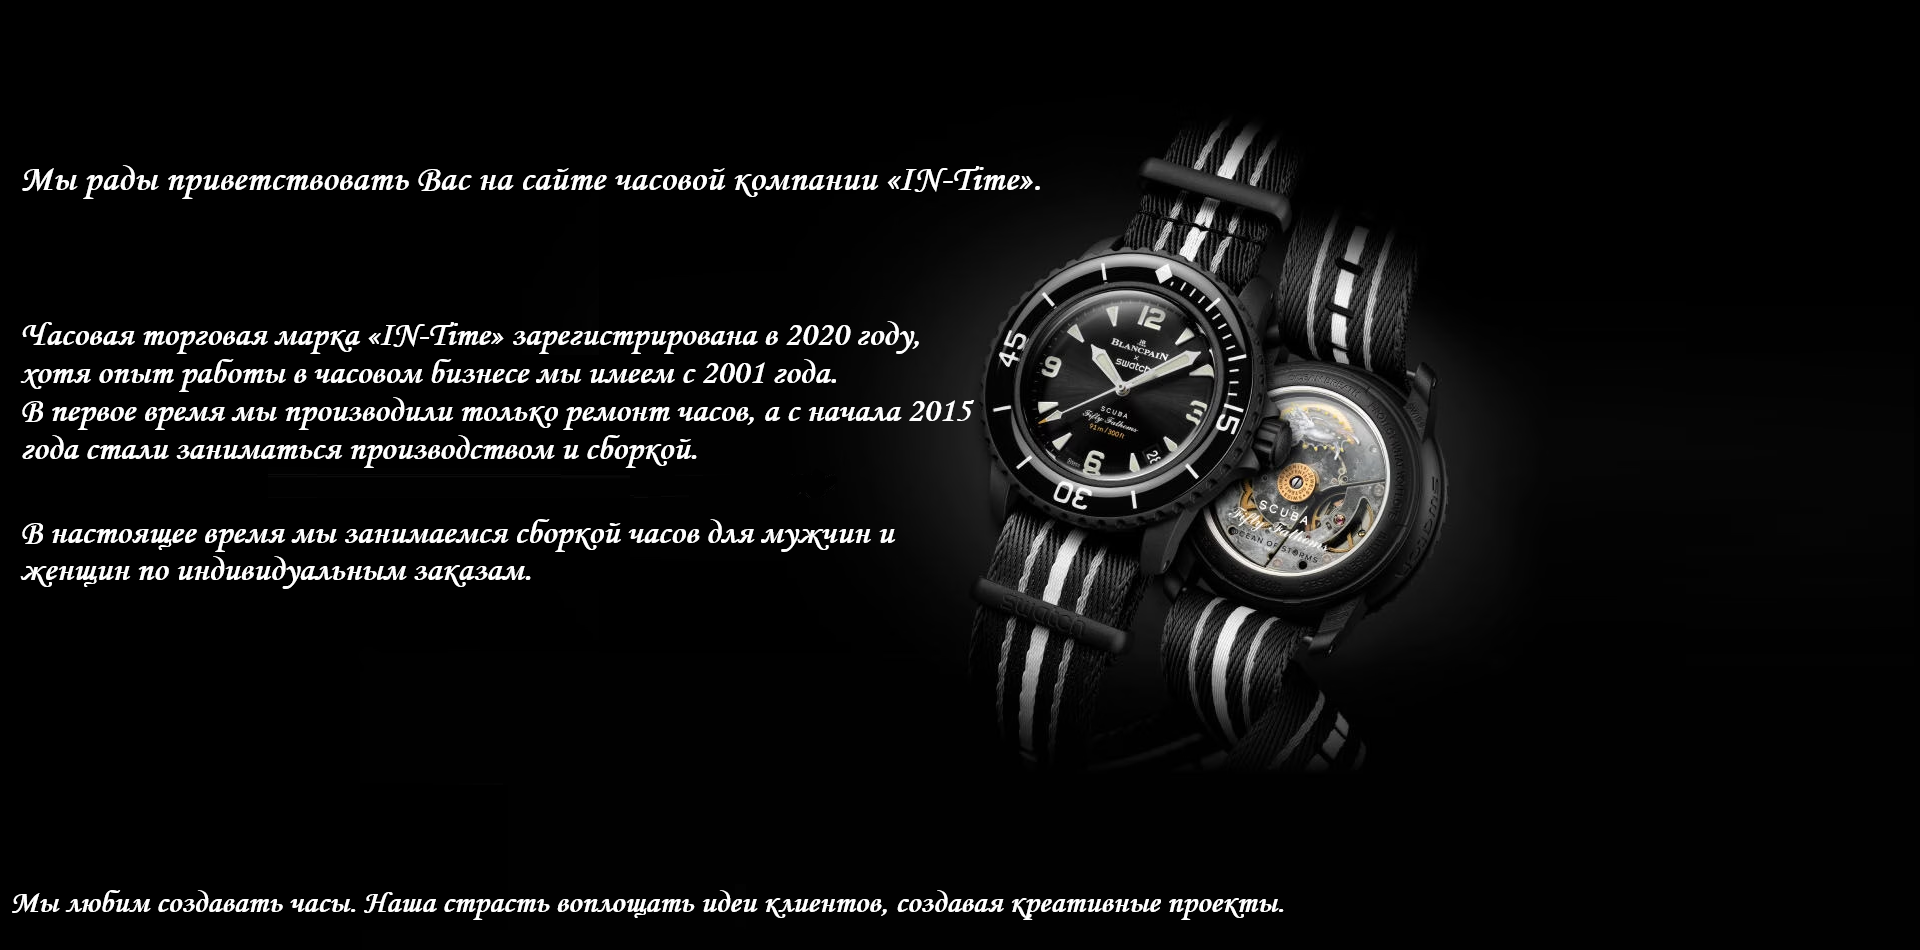 Мы рады приветствовать Вас на сайте часовой компании «IN-Time».
Часовая торговая марка «IN-Time» зарегистрирована в 2020 году,
хотя опыт работы в часовом бизнесе мы имеем с 2001 года.
В первое время мы производили только ремонт часов, а с начала 2015
года стали заниматься производством и сборкой.
В настоящее время мы занимаемся сборкой часов для мужчин и
женщин по индивидуальным заказам.
45
15
30
12
9
3
6
BLANCPAIN
x
swatch
SCUBA
Fifty Fathoms
91m/300ft
28
swatch
SCUBA
Fifty Fathoms
OCEAN OF STORMS
Мы любим создавать часы. Наша страсть воплощать идеи клиентов, создавая креативные проекты.